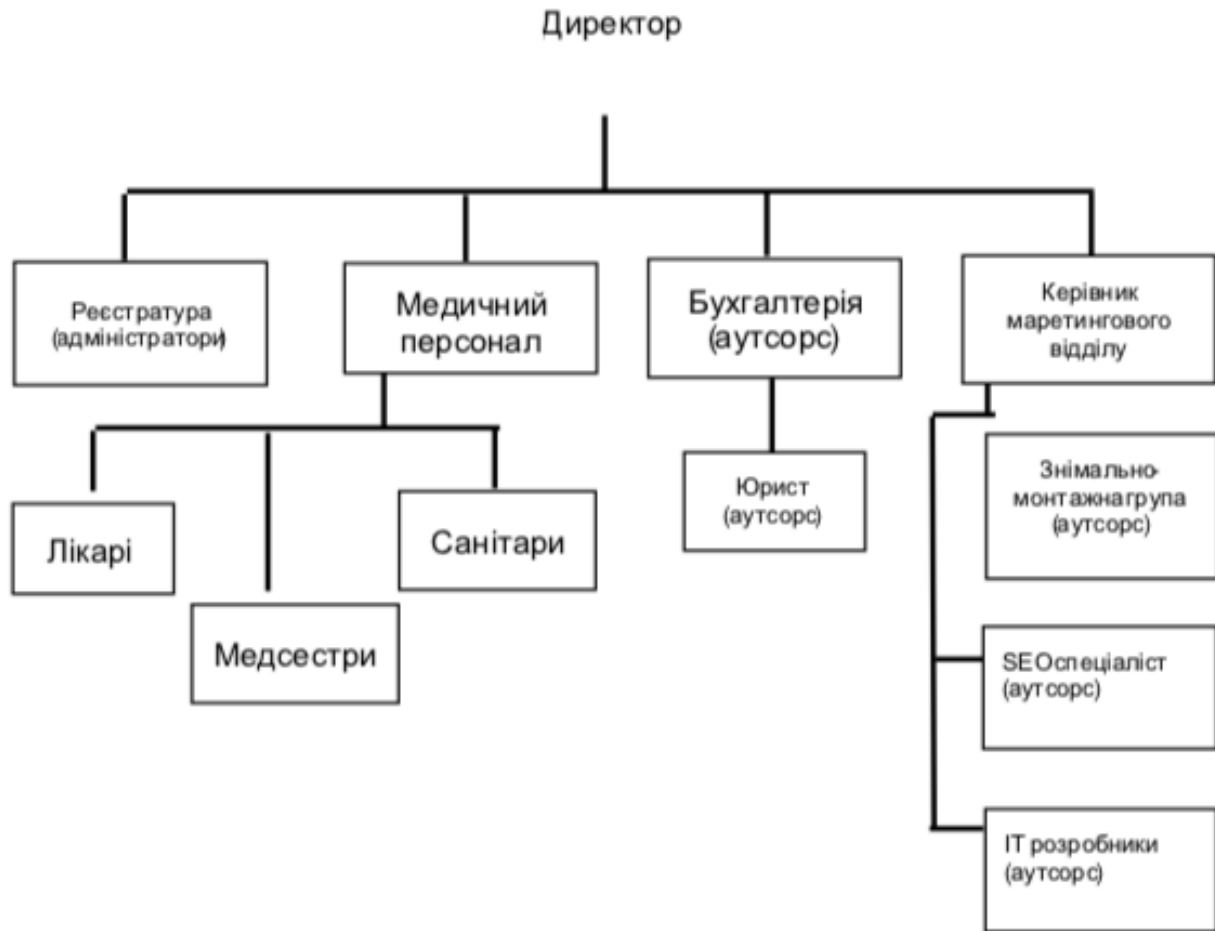 Директор
Реєстратура
(адміністратори)
Медичний
персонал
Бухгалтерія
(аутсорс)
Керівник
маретингового
відділу
Лікарі
Медсестри
Санітари
Юрист
(аутсорс)
Знімально-
монтажнагрупа
(аутсорс)
SEOспеціаліст
(аутсорс)
IT розробники
(аутсорс)